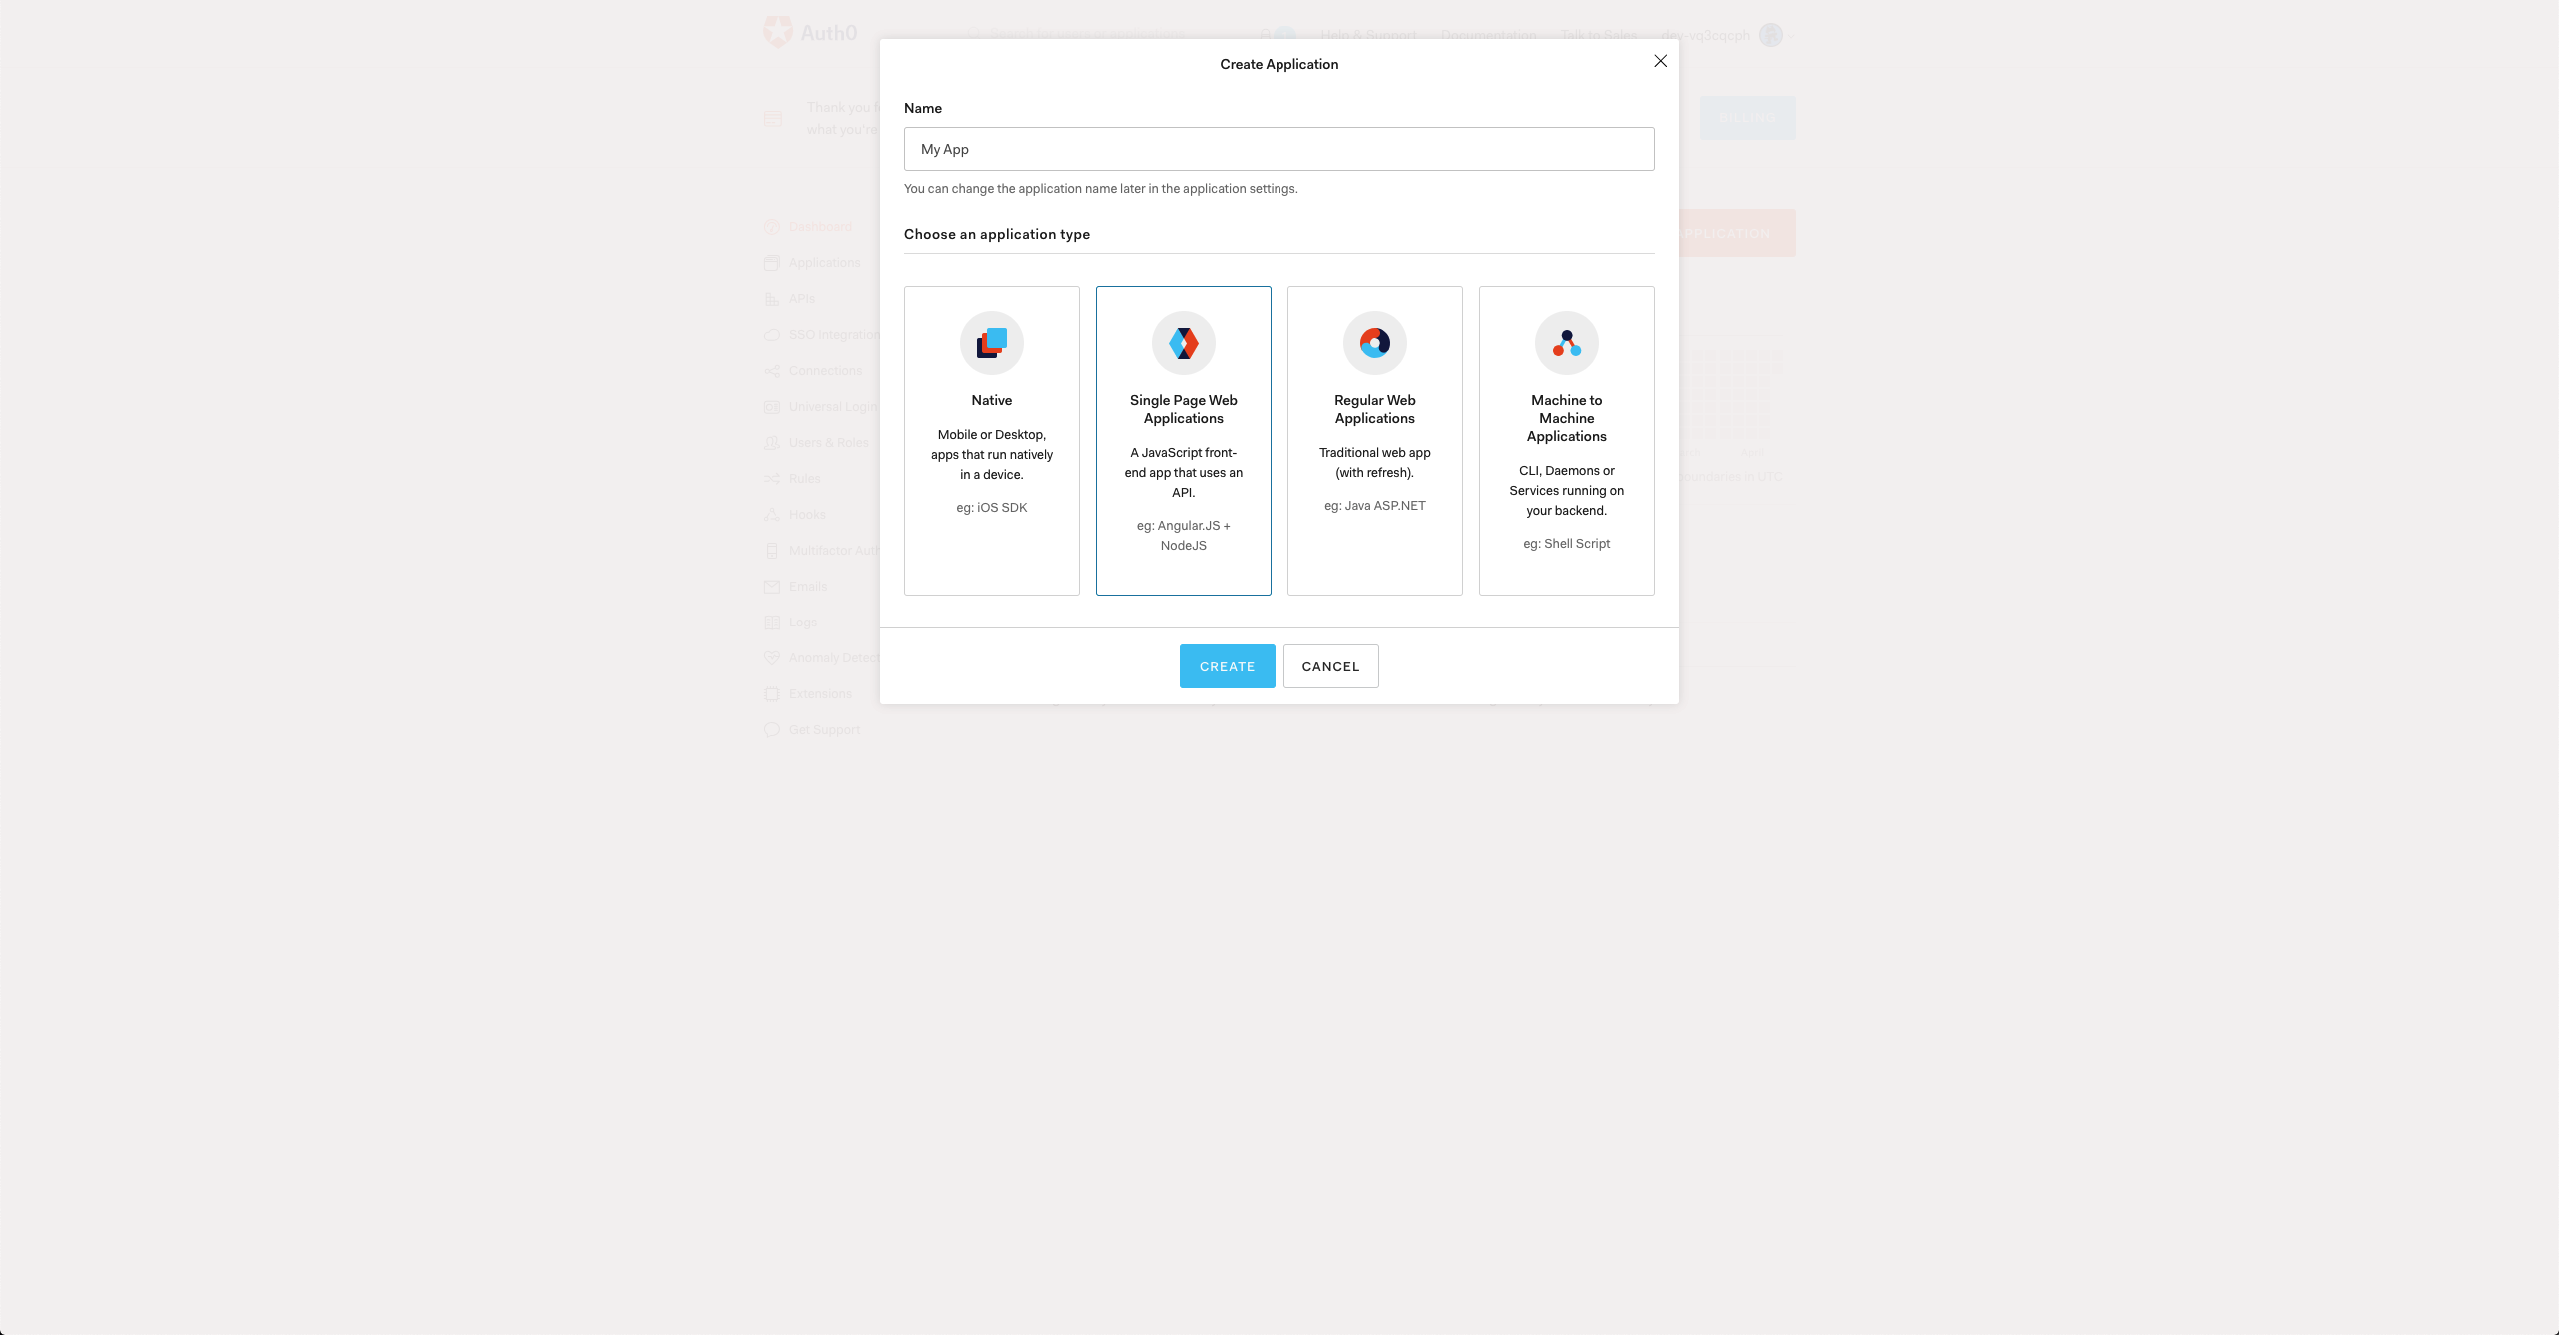 Auth0
Help & Support
Documentation
Talk to Sales
dev-vq3cqcph
Create Application
Thank you f
what you're
BILLING
Name
My App
You can change the application name later in the application settings.
Choose an application type
APPLICATION
Dashboard
Applications
APIs
SSO Integration
Connections
Universal Login
Users & Roles
Rules
Hooks
Multifactor Auth
Emails
Logs
Anomaly Detect
Extensions
Get Support
Native
Mobile or Desktop,
apps that run natively
in a device.
eg: iOS SDK
Single Page Web
Applications
A JavaScript front-
end app that uses an
API.
eg: Angular.JS +
NodeJS
Regular Web
Applications
Traditional web app
(with refresh).
eg: Java ASP.NET
Machine to
Machine
Applications
CLI, Daemons or
Services running on
your backend.
eg: Shell Script
boundaries in UTC
CREATE
CANCEL